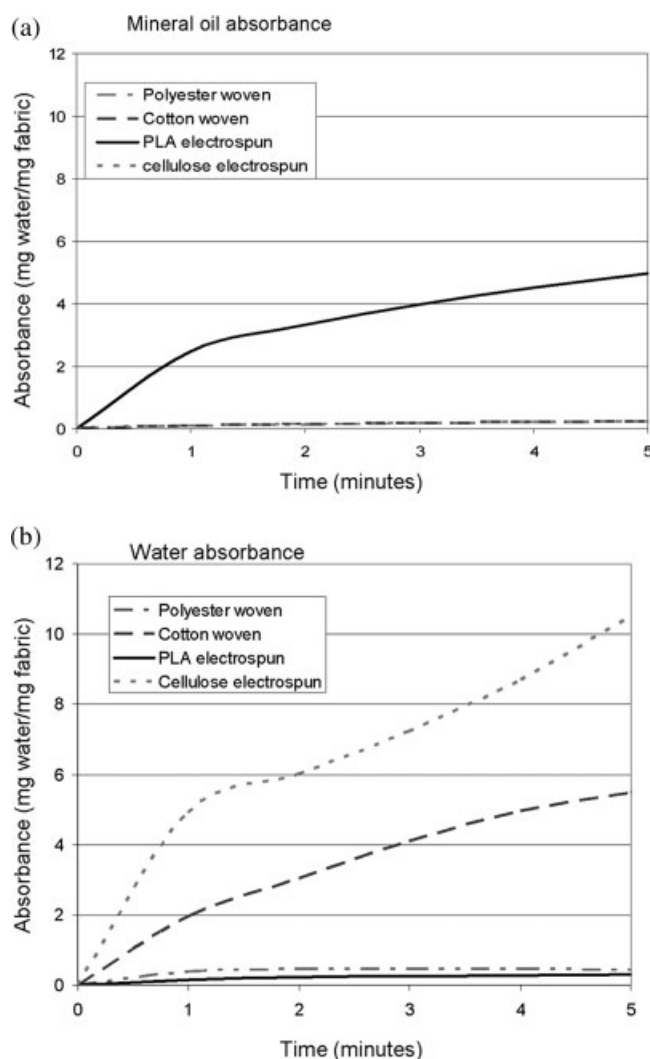 (a)
Mineral oil absorbance
Absorbance (mg water/mg fabric)
12
10
8
6
4
2
0
Polyester woven
Cotton woven
PLA electrospun
cellulose electrospun
0 1 2 3 4 5
Time (minutes)
(b)
Water absorbance
Absorbance (mg water/mg fabric)
12
10
8
6
4
2
0
Polyester woven
Cotton woven
PLA electrospun
Cellulose electrospun
0 1 2 3 4 5
Time (minutes)